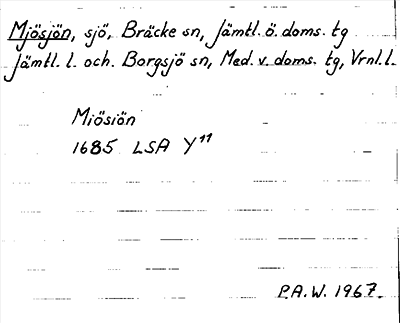 Mjösjön, sjö, Bräcke sn, Jämtl. ö. doms. tg
Jämtl. l. och. Borgsjö sn, Med. v. doms. tg, Vrnl. l.
Miösiön
1685 LSA Y¹¹
P.A.W. 1967.